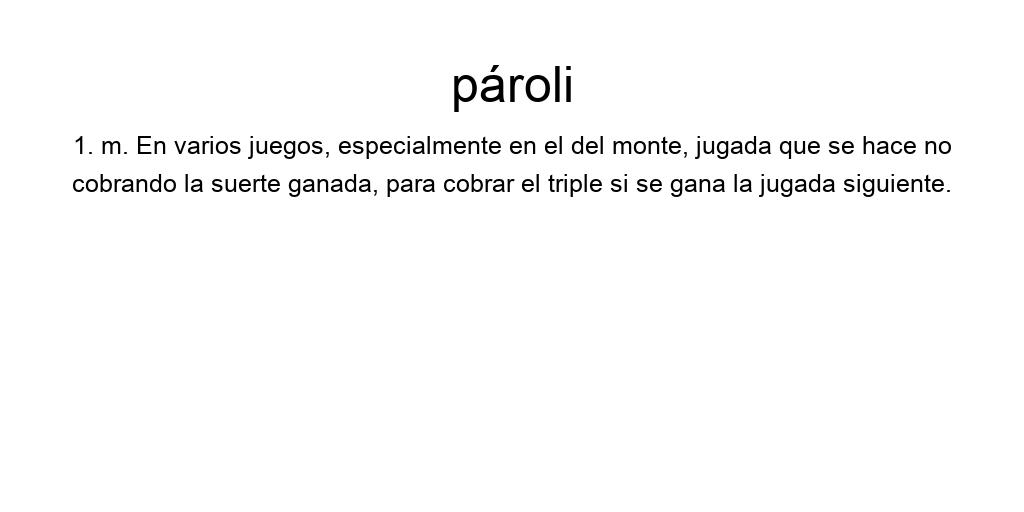 pároli
1. m. En varios juegos, especialmente en el del monte, jugada que se hace no
cobrando la suerte ganada, para cobrar el triple si se gana la jugada siguiente.